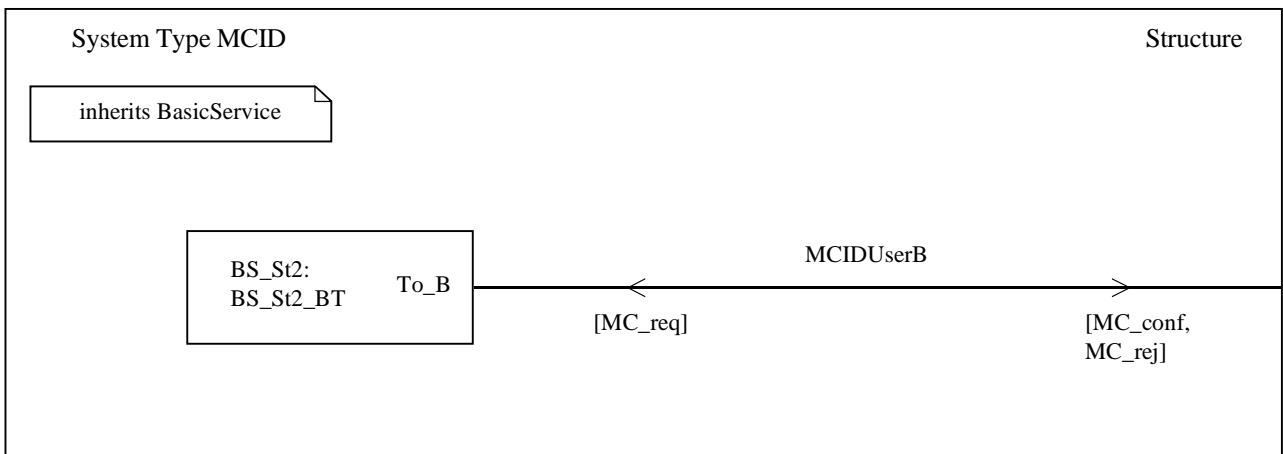 System Type MCID
Structure
inherits BasicService
MCIDUserB
BS_St2:
BS_St2_BT
To_B
[MC_req]
[MC_conf,
MC_rej]